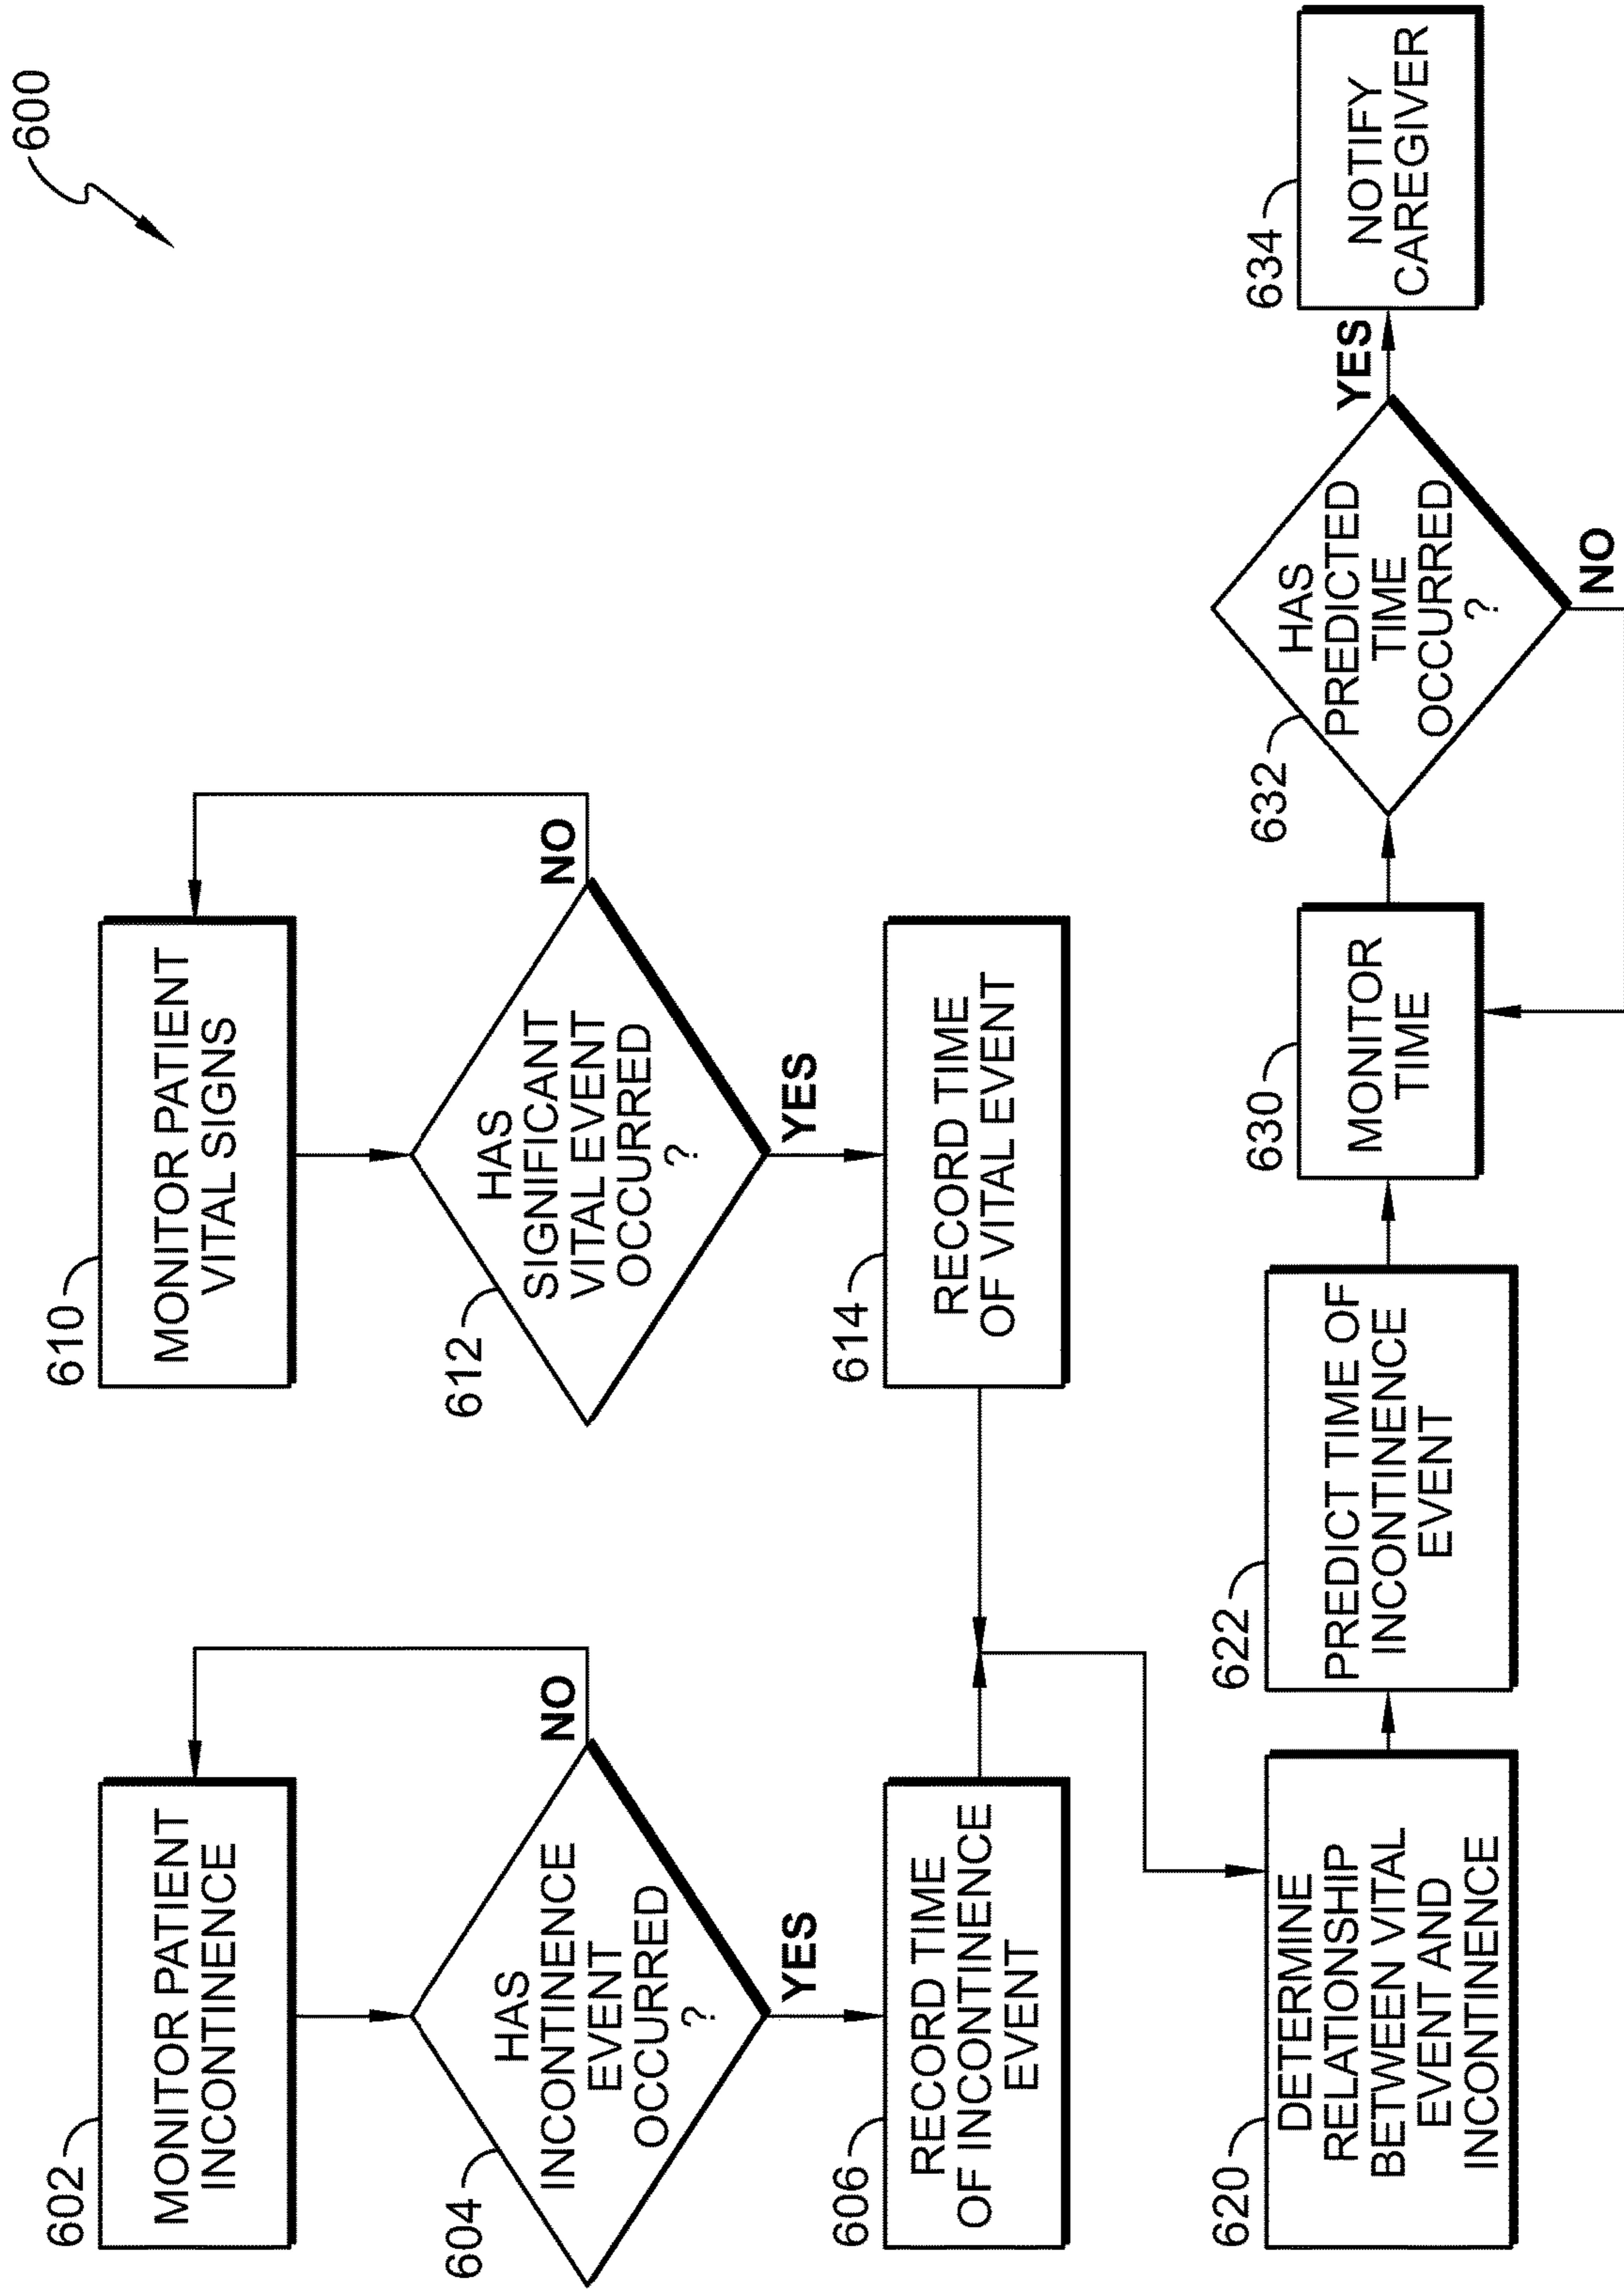 600
602
MONITOR PATIENT
INCONTINENCE
604
HAS
INCONTINENCE
EVENT
OCCURRED
?
NO
YES
606
RECORD TIME
OF INCONTINENCE
EVENT
610
MONITOR PATIENT
VITAL SIGNS
612
HAS
SIGNIFICANT
VITAL EVENT
OCCURRED
?
NO
YES
614
RECORD TIME
OF VITAL EVENT
620
DETERMINE
RELATIONSHIP
BETWEEN VITAL
EVENT AND
INCONTINENCE
622
PREDICT TIME OF
INCONTINENCE
EVENT
630
MONITOR
TIME
632
HAS
PREDICTED
TIME
OCCURRED
?
YES
NO
634
NOTIFY
CAREGIVER